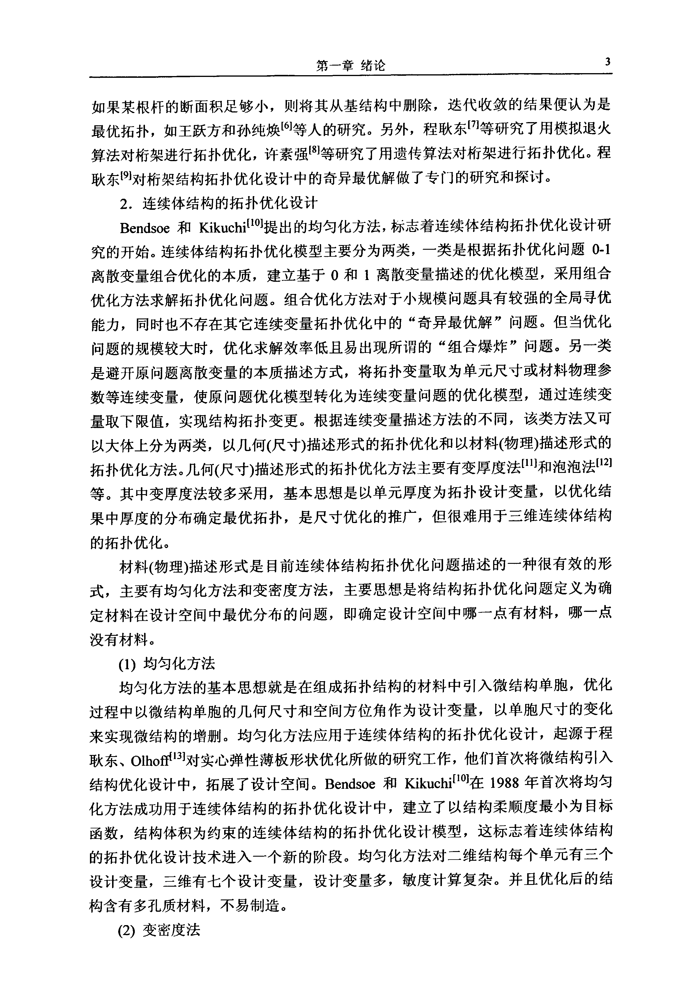 第一章 绪论
3
如果某根杆的断面积足够小，则将其从基结构中删除，迭代收敛的结果便认为是
最优拓扑，如王跃方和孙纯焕[6]等人的研究。另外，程耿东[7]等研究了用模拟退火
算法对桁架进行拓扑优化，许素强[8]等研究了用遗传算法对桁架进行拓扑优化。程
耿东[9]对桁架结构拓扑优化设计中的奇异最优解做了专门的研究和探讨。
2．连续体结构的拓扑优化设计
Bendsoe 和 Kikuchi[10]提出的均匀化方法，标志着连续体结构拓扑优化设计研
究的开始。连续体结构拓扑优化模型主要分为两类，一类是根据拓扑优化问题 0-1
离散变量组合优化的本质，建立基于 0 和 1 离散变量描述的优化模型，采用组合
优化方法求解拓扑优化问题。组合优化方法对于小规模问题具有较强的全局寻优
能力，同时也不存在其它连续变量拓扑优化中的“奇异最优解”问题。但当优化
问题的规模较大时，优化求解效率低且易出现所谓的“组合爆炸”问题。另一类
是避开原问题离散变量的本质描述方式，将拓扑变量取为单元尺寸或材料物理参
数等连续变量，使原问题优化模型转化为连续变量问题的优化模型，通过连续变
量取下限值，实现结构拓扑变更。根据连续变量描述方法的不同，该类方法又可
以大体上分为两类，以几何(尺寸)描述形式的拓扑优化和以材料(物理)描述形式的
拓扑优化方法。几何(尺寸)描述形式的拓扑优化方法主要有变厚度法[11]和泡泡法[12]
等。其中变厚度法较多采用，基本思想是以单元厚度为拓扑设计变量，以优化结
果中厚度的分布确定最优拓扑，是尺寸优化的推广，但很难用于三维连续体结构
的拓扑优化。
材料(物理)描述形式是目前连续体结构拓扑优化问题描述的一种很有效的形
式，主要有均匀化方法和变密度方法，主要思想是将结构拓扑优化问题定义为确
定材料在设计空间中最优分布的问题，即确定设计空间中哪一点有材料，哪一点
没有材料。
(1) 均匀化方法
均匀化方法的基本思想就是在组成拓扑结构的材料中引入微结构单胞，优化
过程中以微结构单胞的几何尺寸和空间方位角作为设计变量，以单胞尺寸的变化
来实现微结构的增删。均匀化方法应用于连续体结构的拓扑优化设计，起源于程
耿东、Olhoff[13]对实心弹性薄板形状优化所做的研究工作，他们首次将微结构引入
结构优化设计中，拓展了设计空间。Bendsoe 和 Kikuchi[10]在 1988 年首次将均匀
化方法成功用于连续体结构的拓扑优化设计中，建立了以结构柔顺度最小为目标
函数，结构体积为约束的连续体结构的拓扑优化设计模型，这标志着连续体结构
的拓扑优化设计技术进入一个新的阶段。均匀化方法对二维结构每个单元有三个
设计变量，三维有七个设计变量，设计变量多，敏度计算复杂。并且优化后的结
构含有多孔质材料，不易制造。
(2) 变密度法